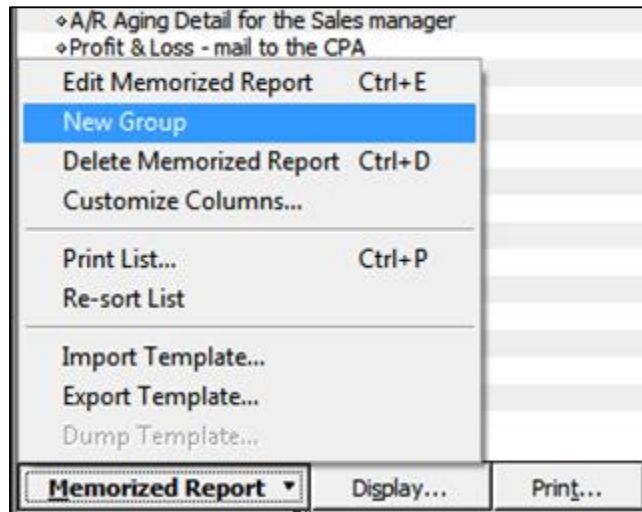 A/R Aging Detail for the Sales manager
Profit & Loss - mail to the CPA
Edit Memorized Report Ctrl+E
New Group
Delete Memorized Report Ctrl+D
Customize Columns...
Print List... Ctrl+P
Re-sort List
Import Template...
Export Template...
Dump Template...
Memorized Report Display... Print...